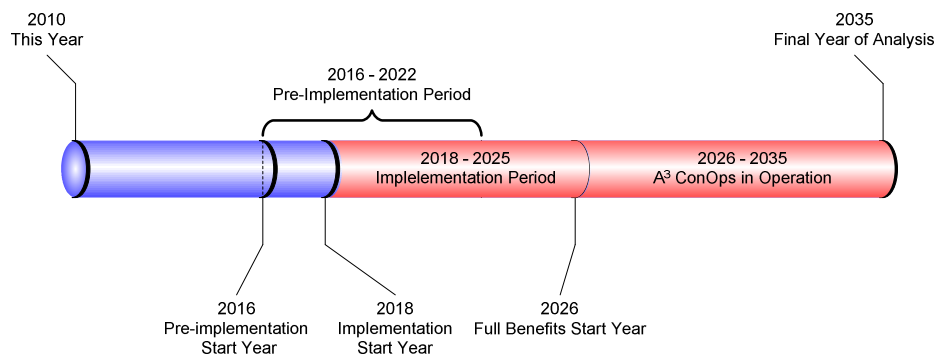 2010
This Year
2035
Final Year of Analysis
2016 - 2022
Pre-Implementation Period
2018 - 2025
Implelementation Period
2026 - 2035
A³ ConOps in Operation
2016
Pre-implementation
Start Year
2018
Implementation
Start Year
2026
Full Benefits Start Year